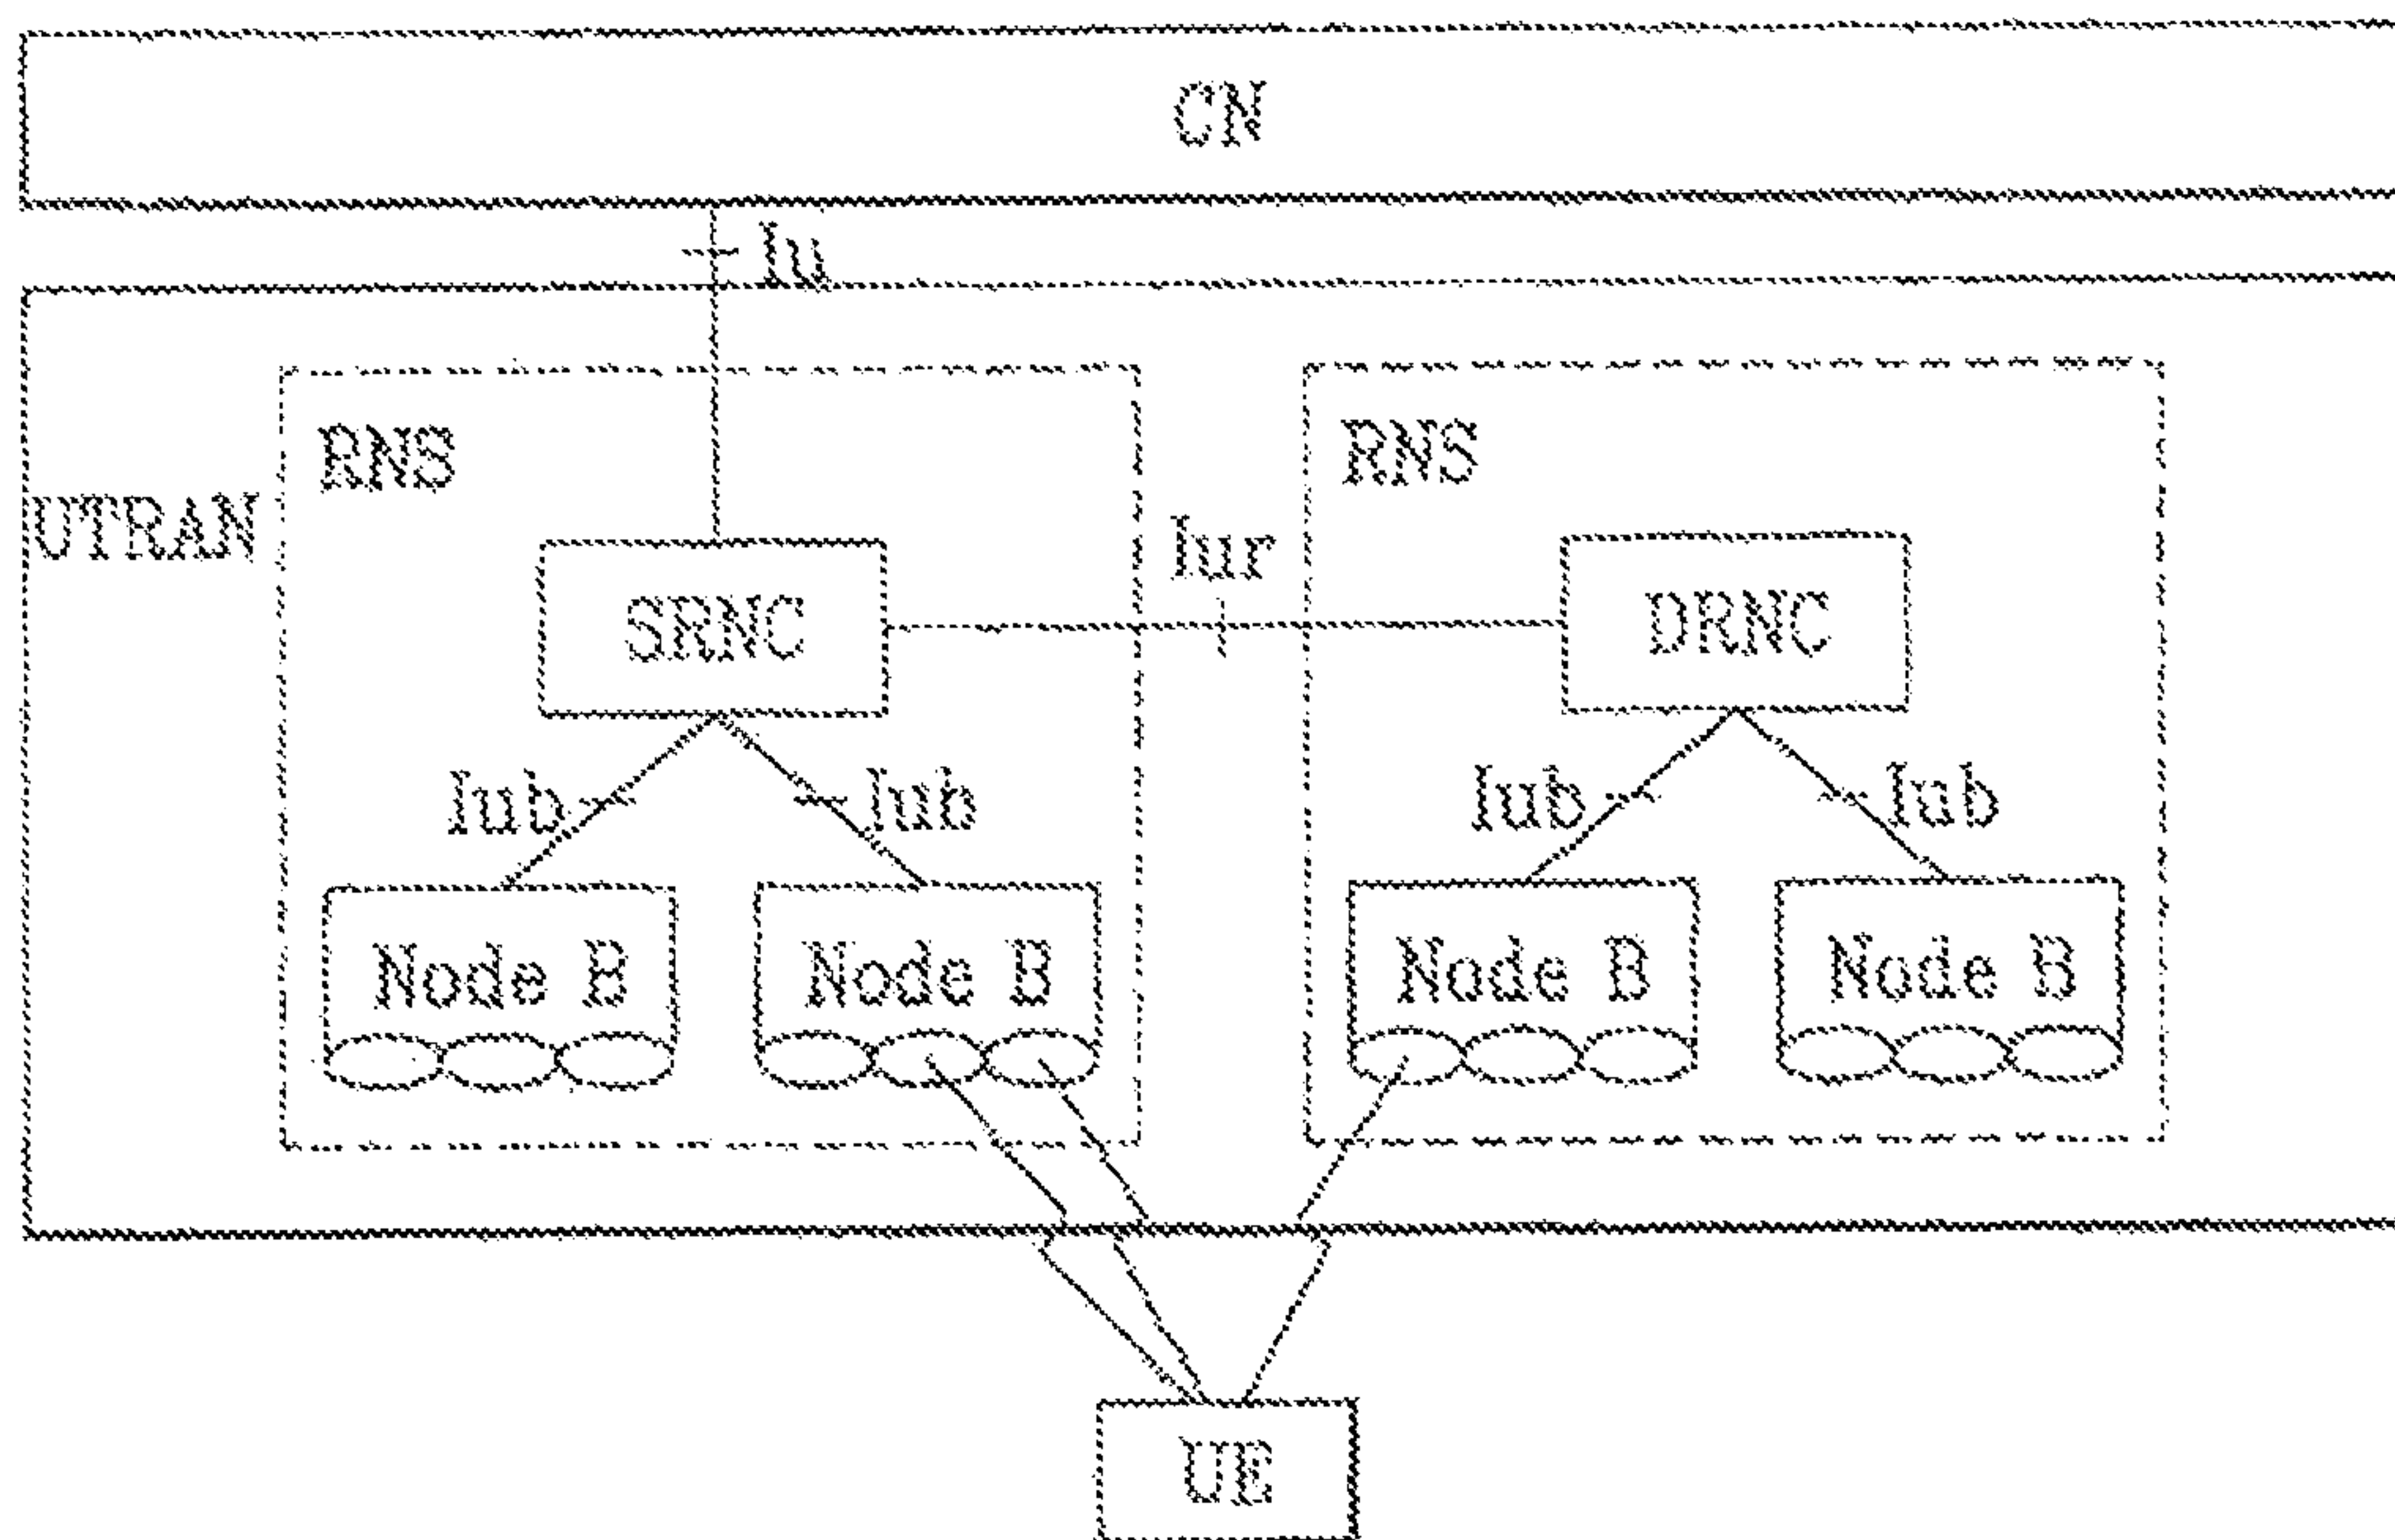 CN
Iu
RNS
RNS
UTRAN
Iur
SRNC
DRNC
Iub
Iub
Iub
Iub
Node B
Node B
Node B
Node B
UE